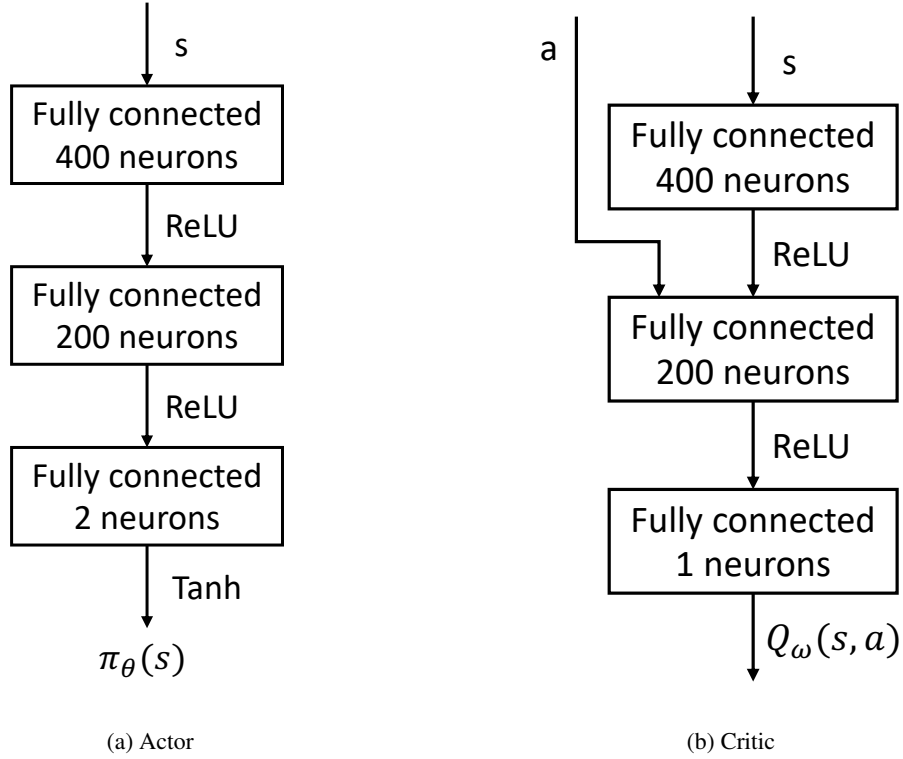 s
Fully connected
400 neurons
ReLU
Fully connected
200 neurons
ReLU
Fully connected
2 neurons
Tanh
π_θ(s)
(a) Actor
a
s
Fully connected
400 neurons
ReLU
Fully connected
200 neurons
ReLU
Fully connected
1 neurons
Q_ω(s, a)
(b) Critic